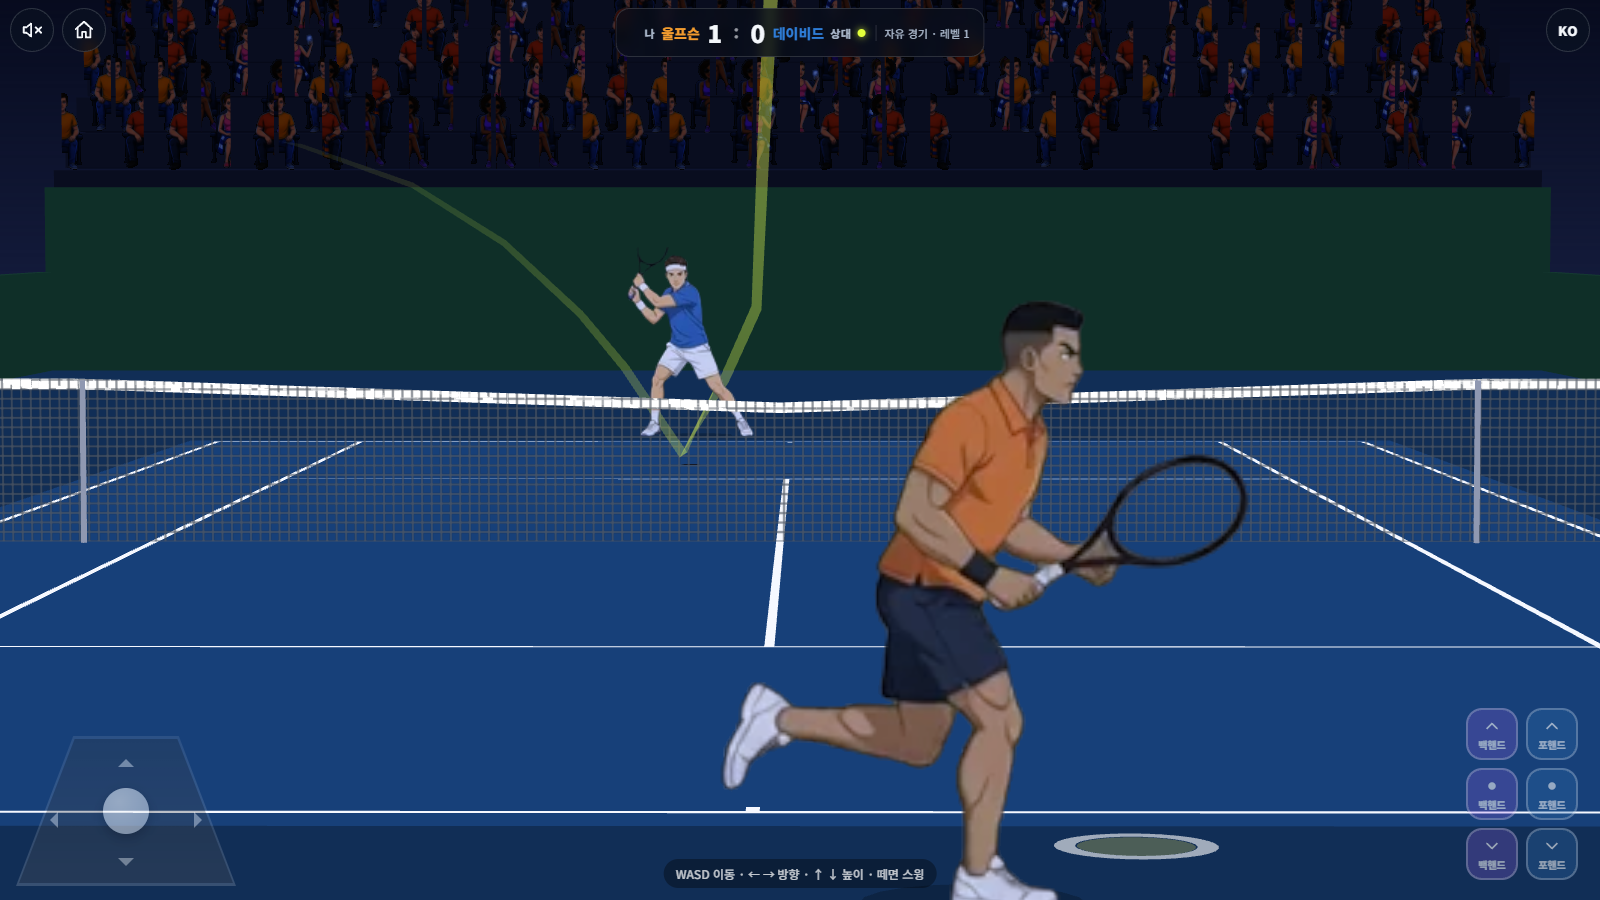 나 울프슨 1 : 0 데이비드 상대 자유 경기 · 레벨 1
KO
백핸드 포핸드
백핸드 포핸드
백핸드 포핸드
WASD 이동 · ←→ 방향 · ↑ ↓ 높이 · 떼면 스윙